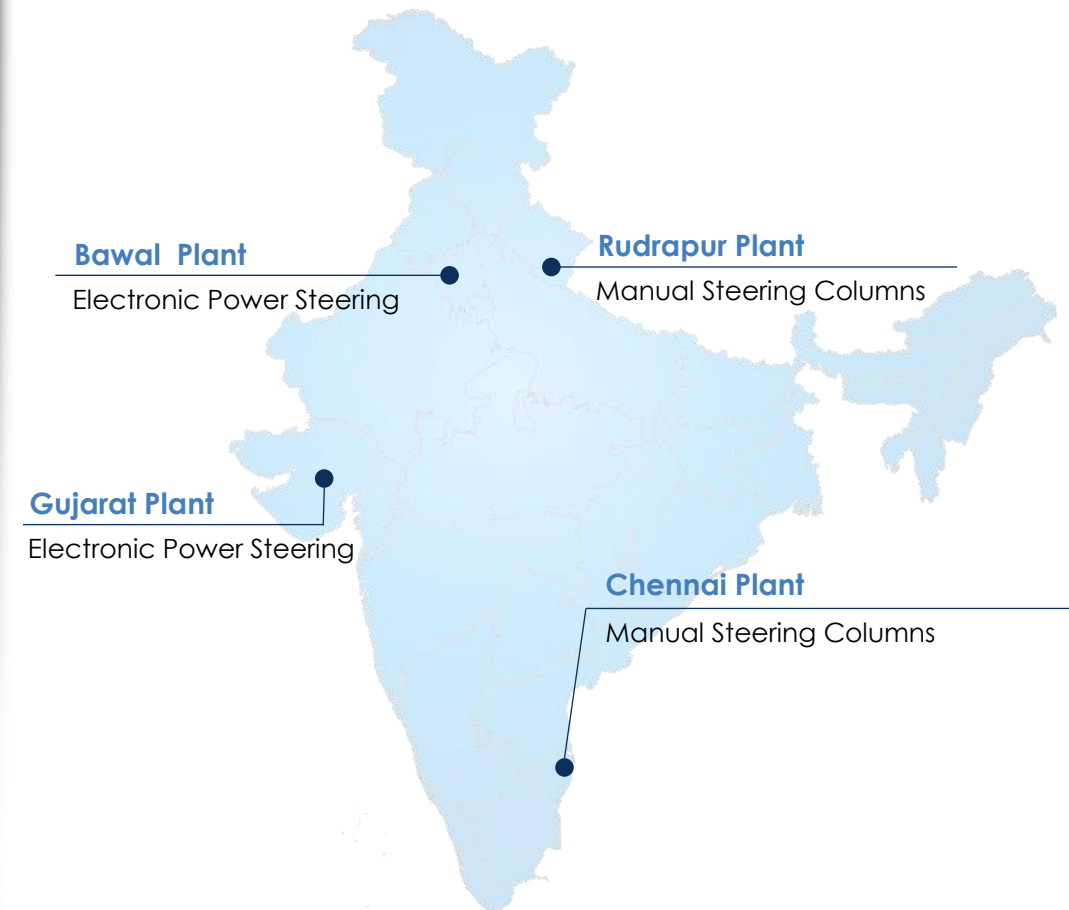 Bawal Plant
Electronic Power Steering
Rudrapur Plant
Manual Steering Columns
Gujarat Plant
Electronic Power Steering
Chennai Plant
Manual Steering Columns